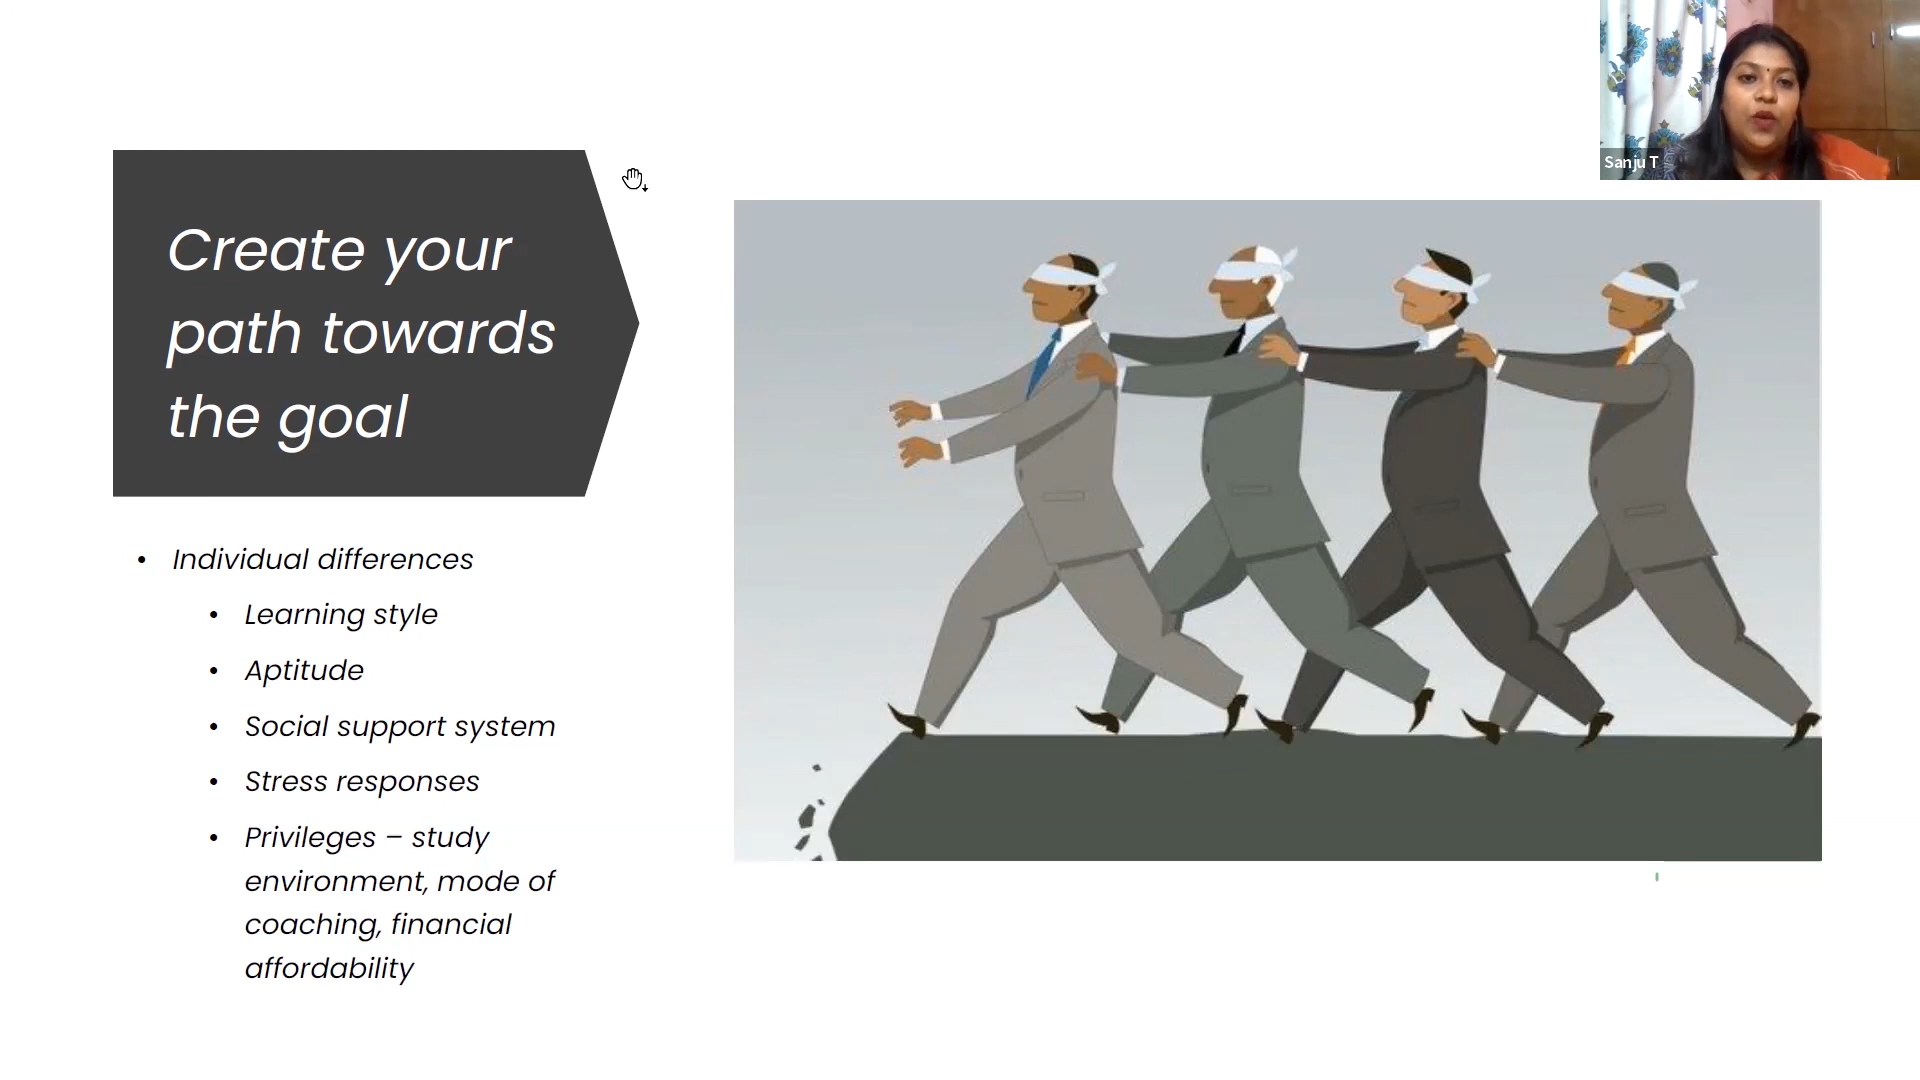 Sanju T
Create your
path towards
the goal
• Individual differences
• Learning style
• Aptitude
• Social support system
• Stress responses
• Privileges – study
environment, mode of
coaching, financial
affordability